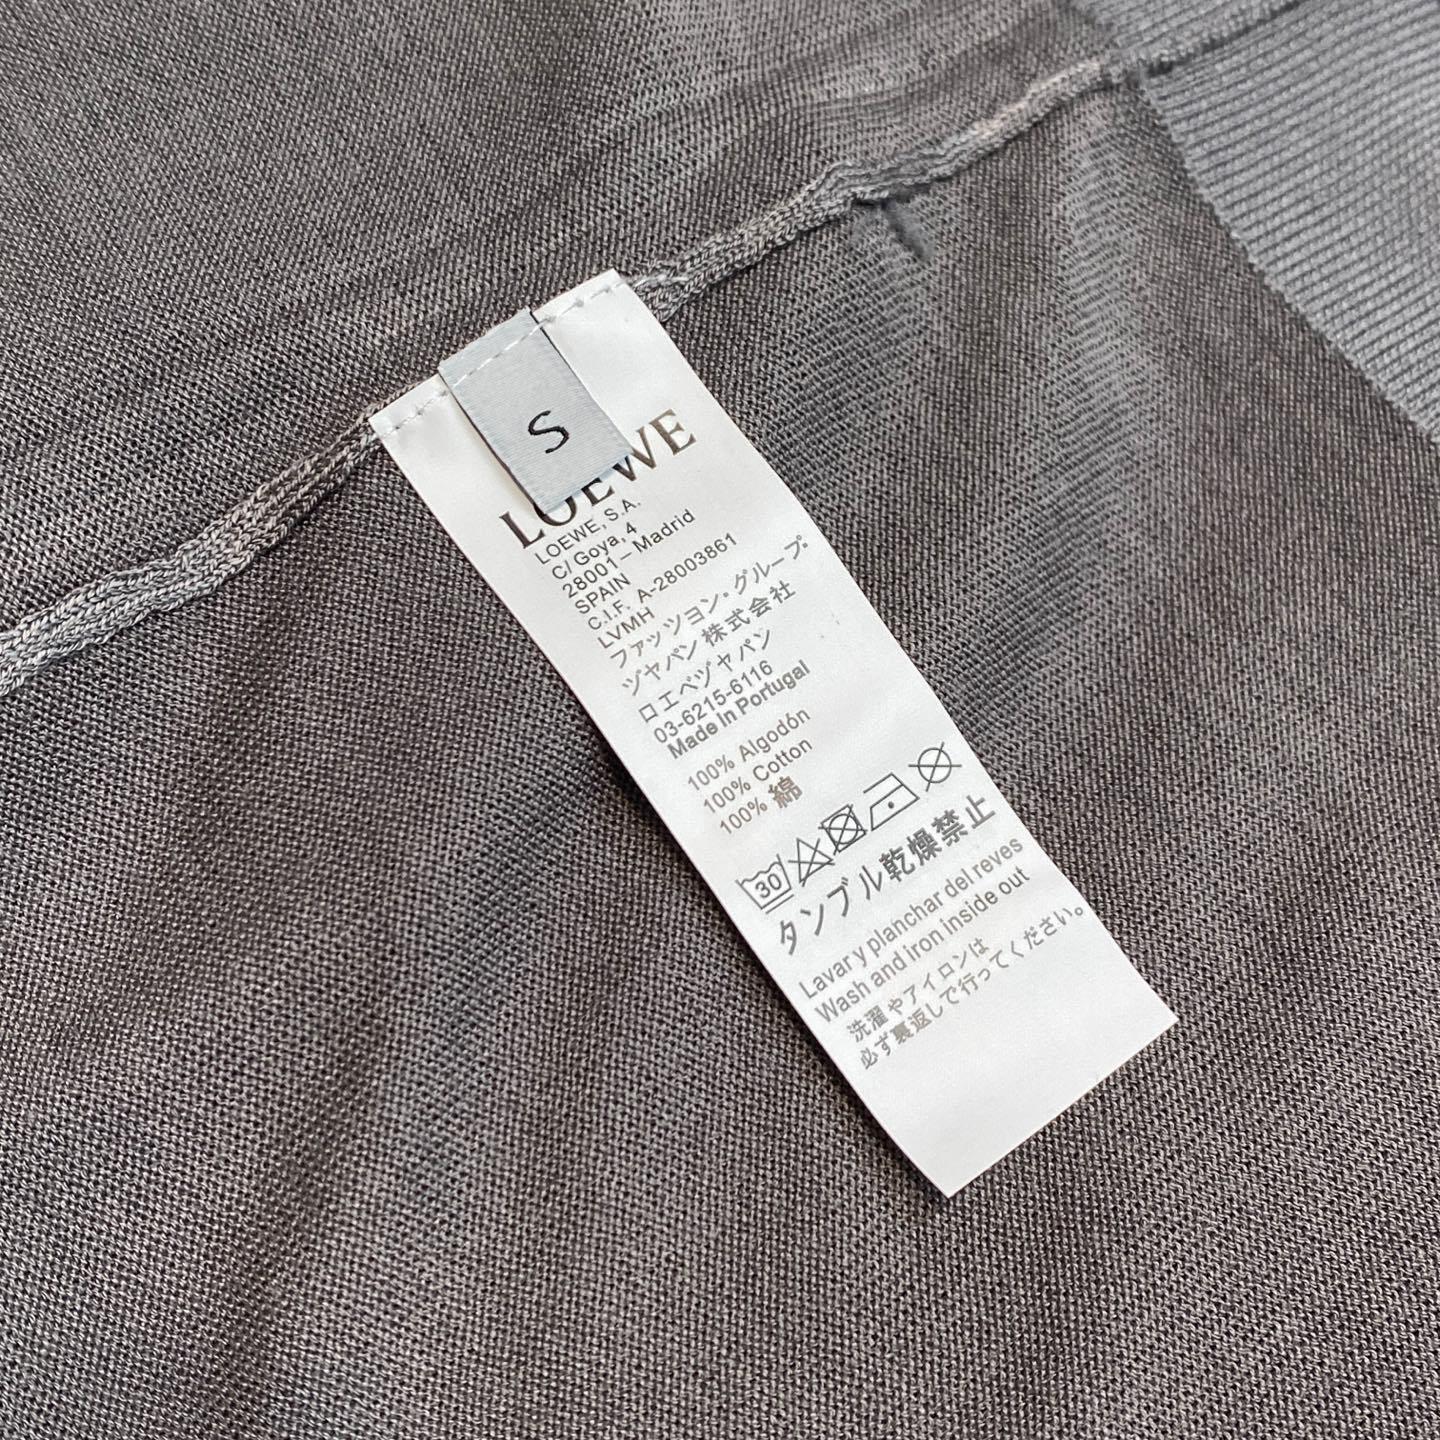 S
LOEWE
LOEWE, S.A.
C/ Goya, 4
28001 – Madrid
SPAIN
C.I.F. A-28003861
LVMH
ファッツョン・グループ
ヅャパン株式会社
ロエベヅャパン
03-6215-6116
Made in Portugal
100% Algodón
100% Cotton
100% 綿
30
タンブル乾燥禁止
Lavar y planchar del reves
Wash and iron inside out
洗濯やアイロンは
必ず裏返しで行ってください。